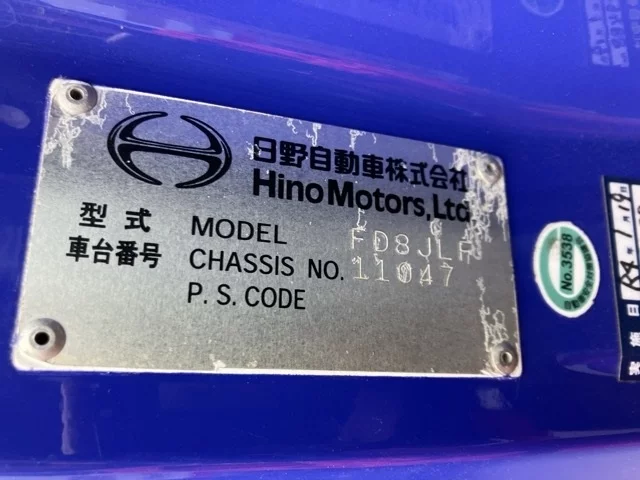 日野自動車株式会社
Hino Motors, Ltd.
型式 MODEL FD8JLA
車台番号 CHASSIS NO. 11047
P. S. CODE
No.3538